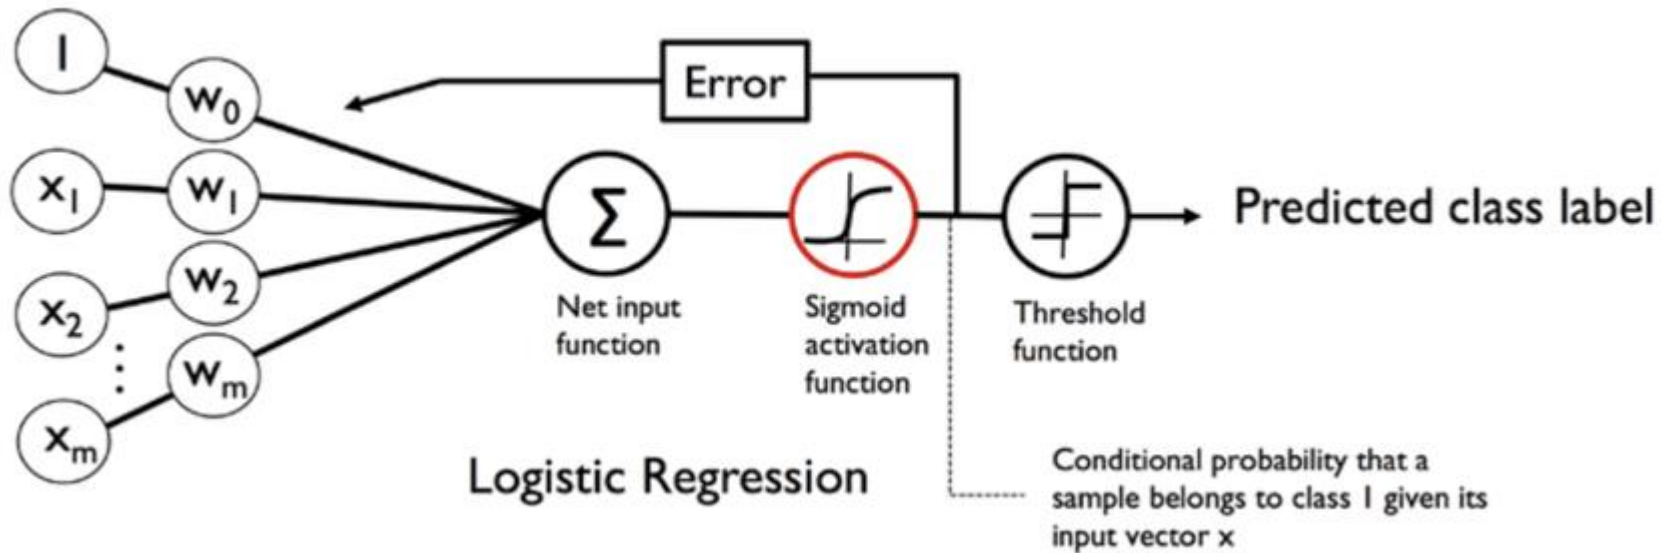 1
w0
x1
w1
x2
w2
⋮
xm
wm
Error
Σ
Net input
function
Sigmoid
activation
function
Threshold
function
Predicted class label
Logistic Regression
Conditional probability that a
sample belongs to class 1 given its
input vector x